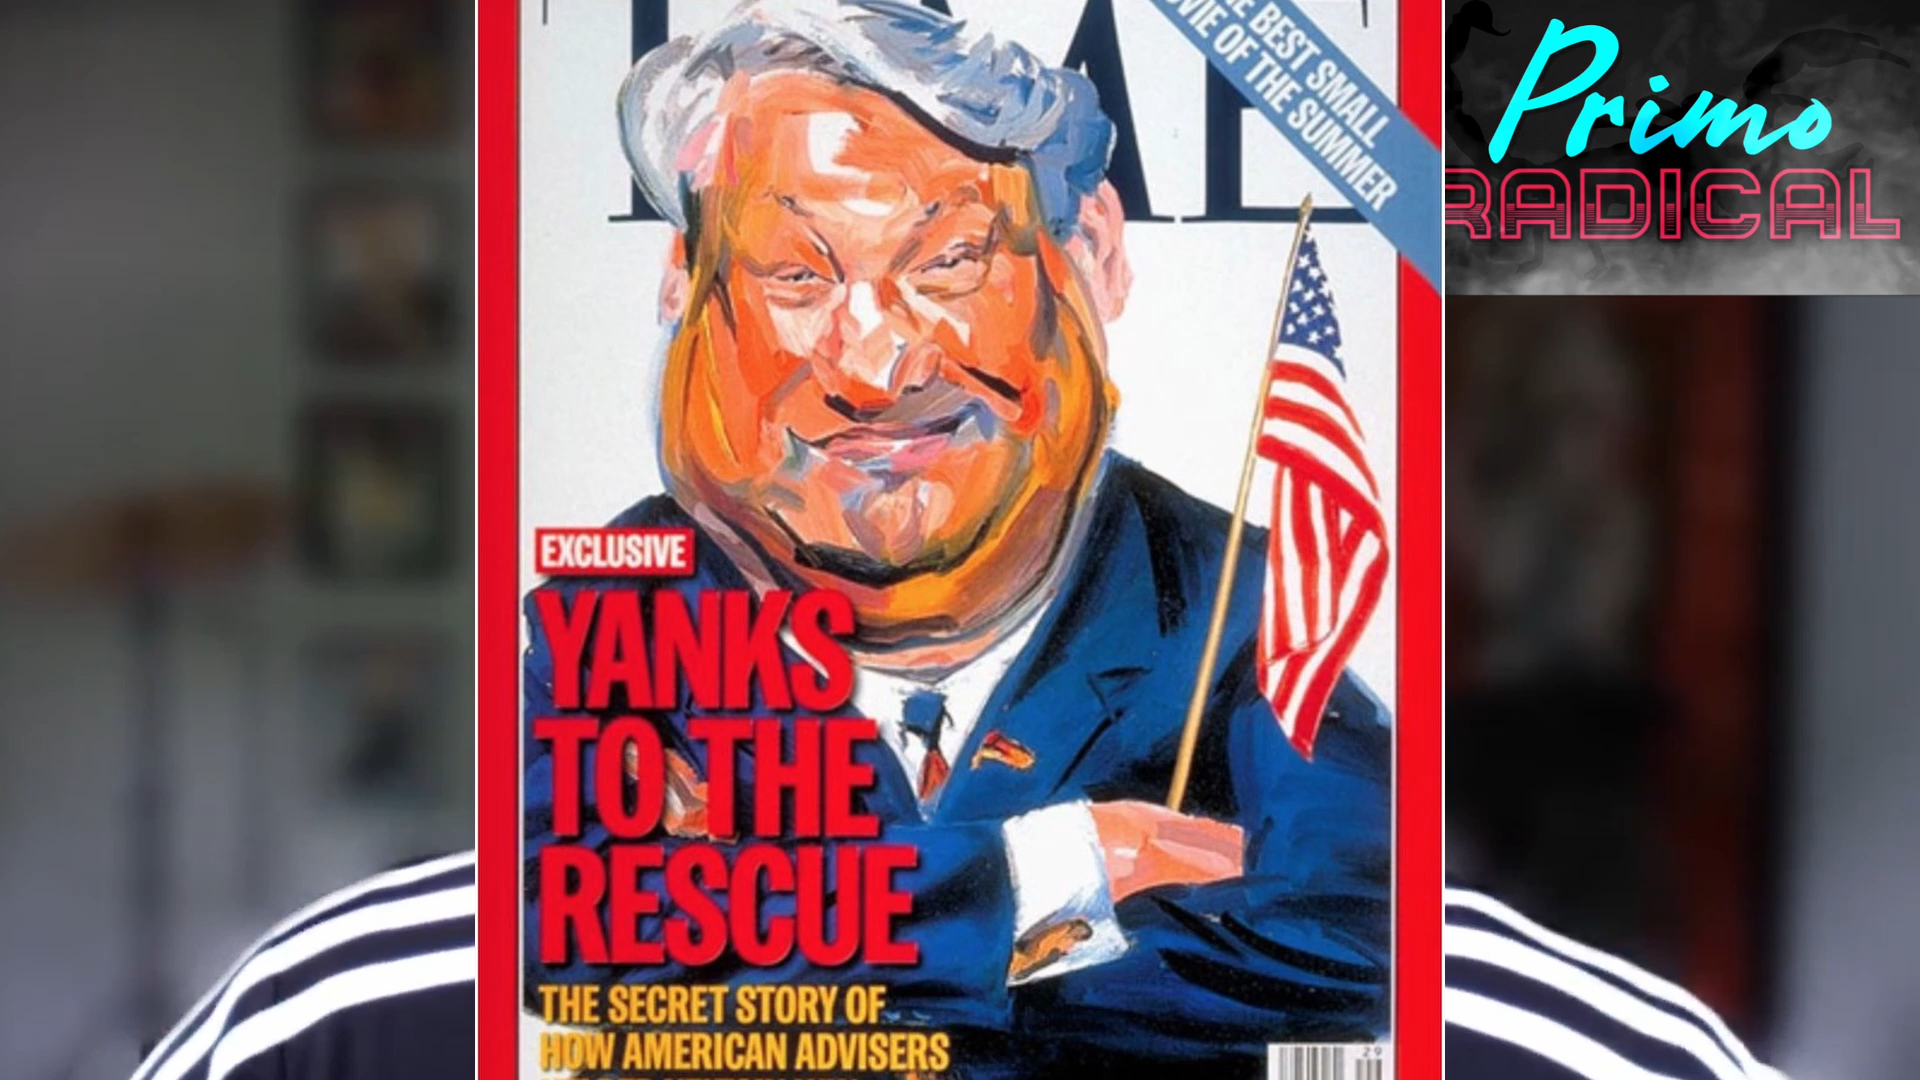 TIME
THE BEST SMALL
MOVIE OF THE SUMMER
Primo
RADICAL
EXCLUSIVE
YANKS
TO THE
RESCUE
THE SECRET STORY OF
HOW AMERICAN ADVISERS
29